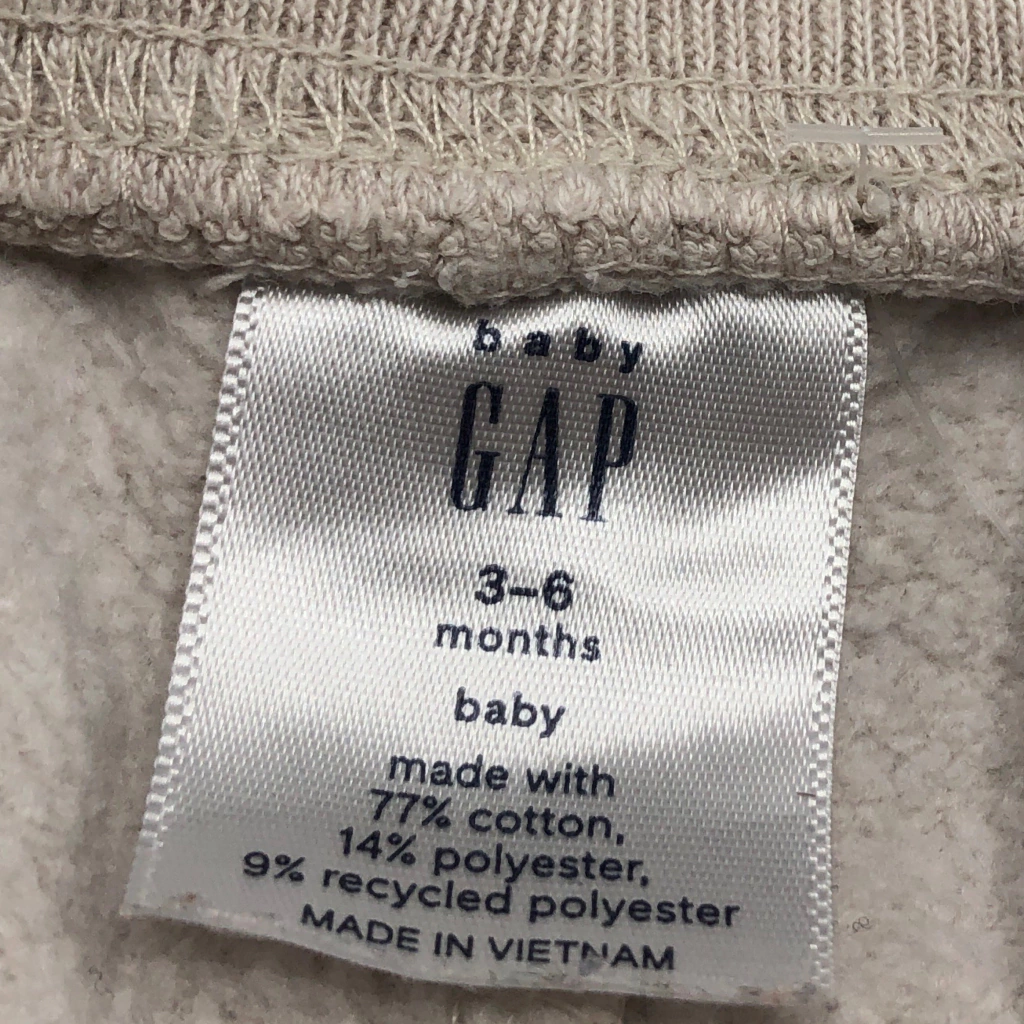 baby
GAP
3–6
months
baby
made with
77% cotton,
14% polyester,
9% recycled polyester
MADE IN VIETNAM